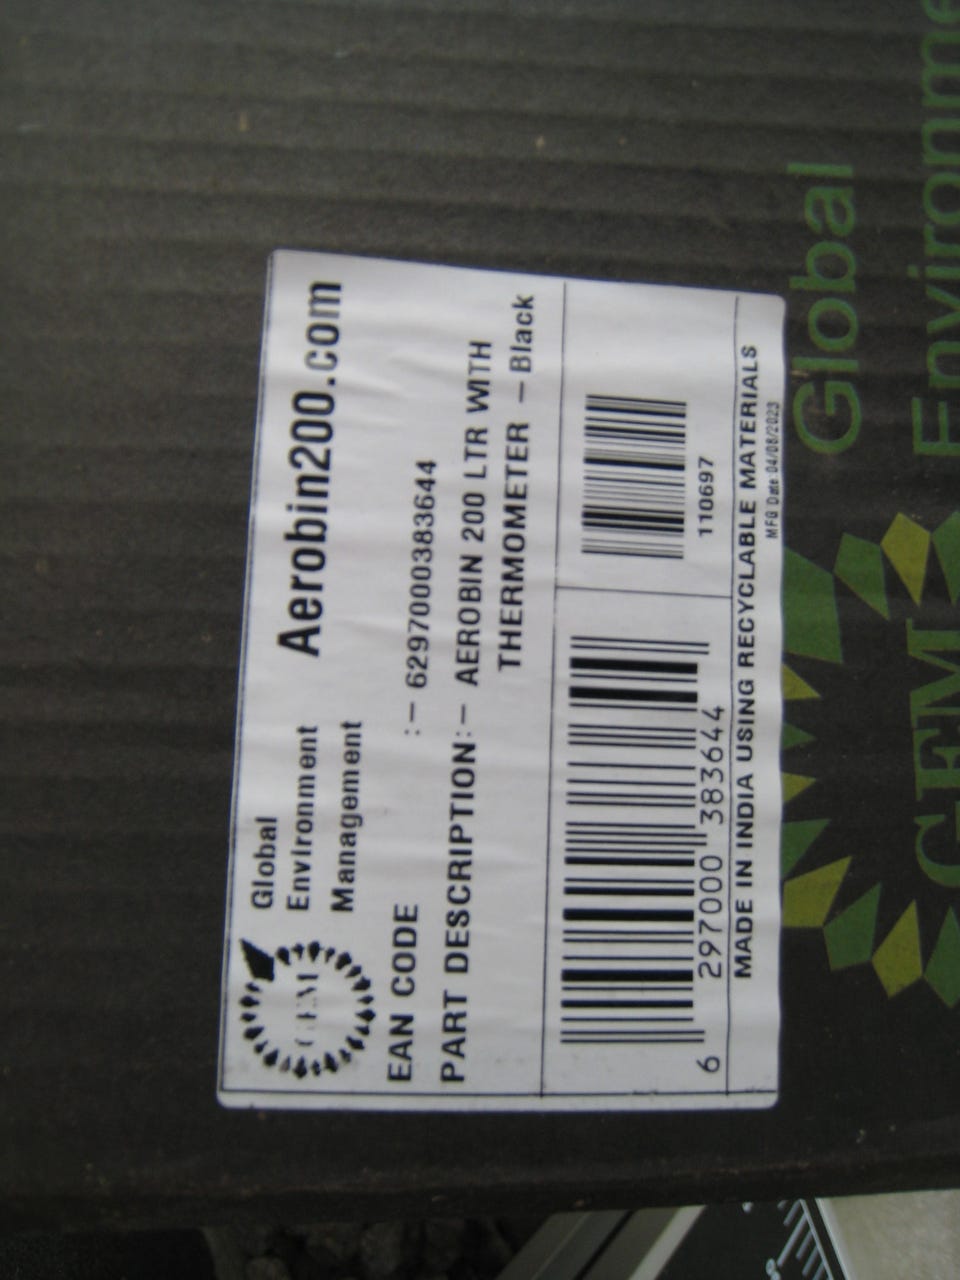 Global
Environment
Management
Aerobin200.com
EAN CODE :- 6297000383644
PART DESCRIPTION:- AEROBIN 200 LTR WITH
THERMOMETER - Black
6 297000 383644
110697
MADE IN INDIA USING RECYCLABLE MATERIALS
MFG Date 04/08/2023
GEM
Global